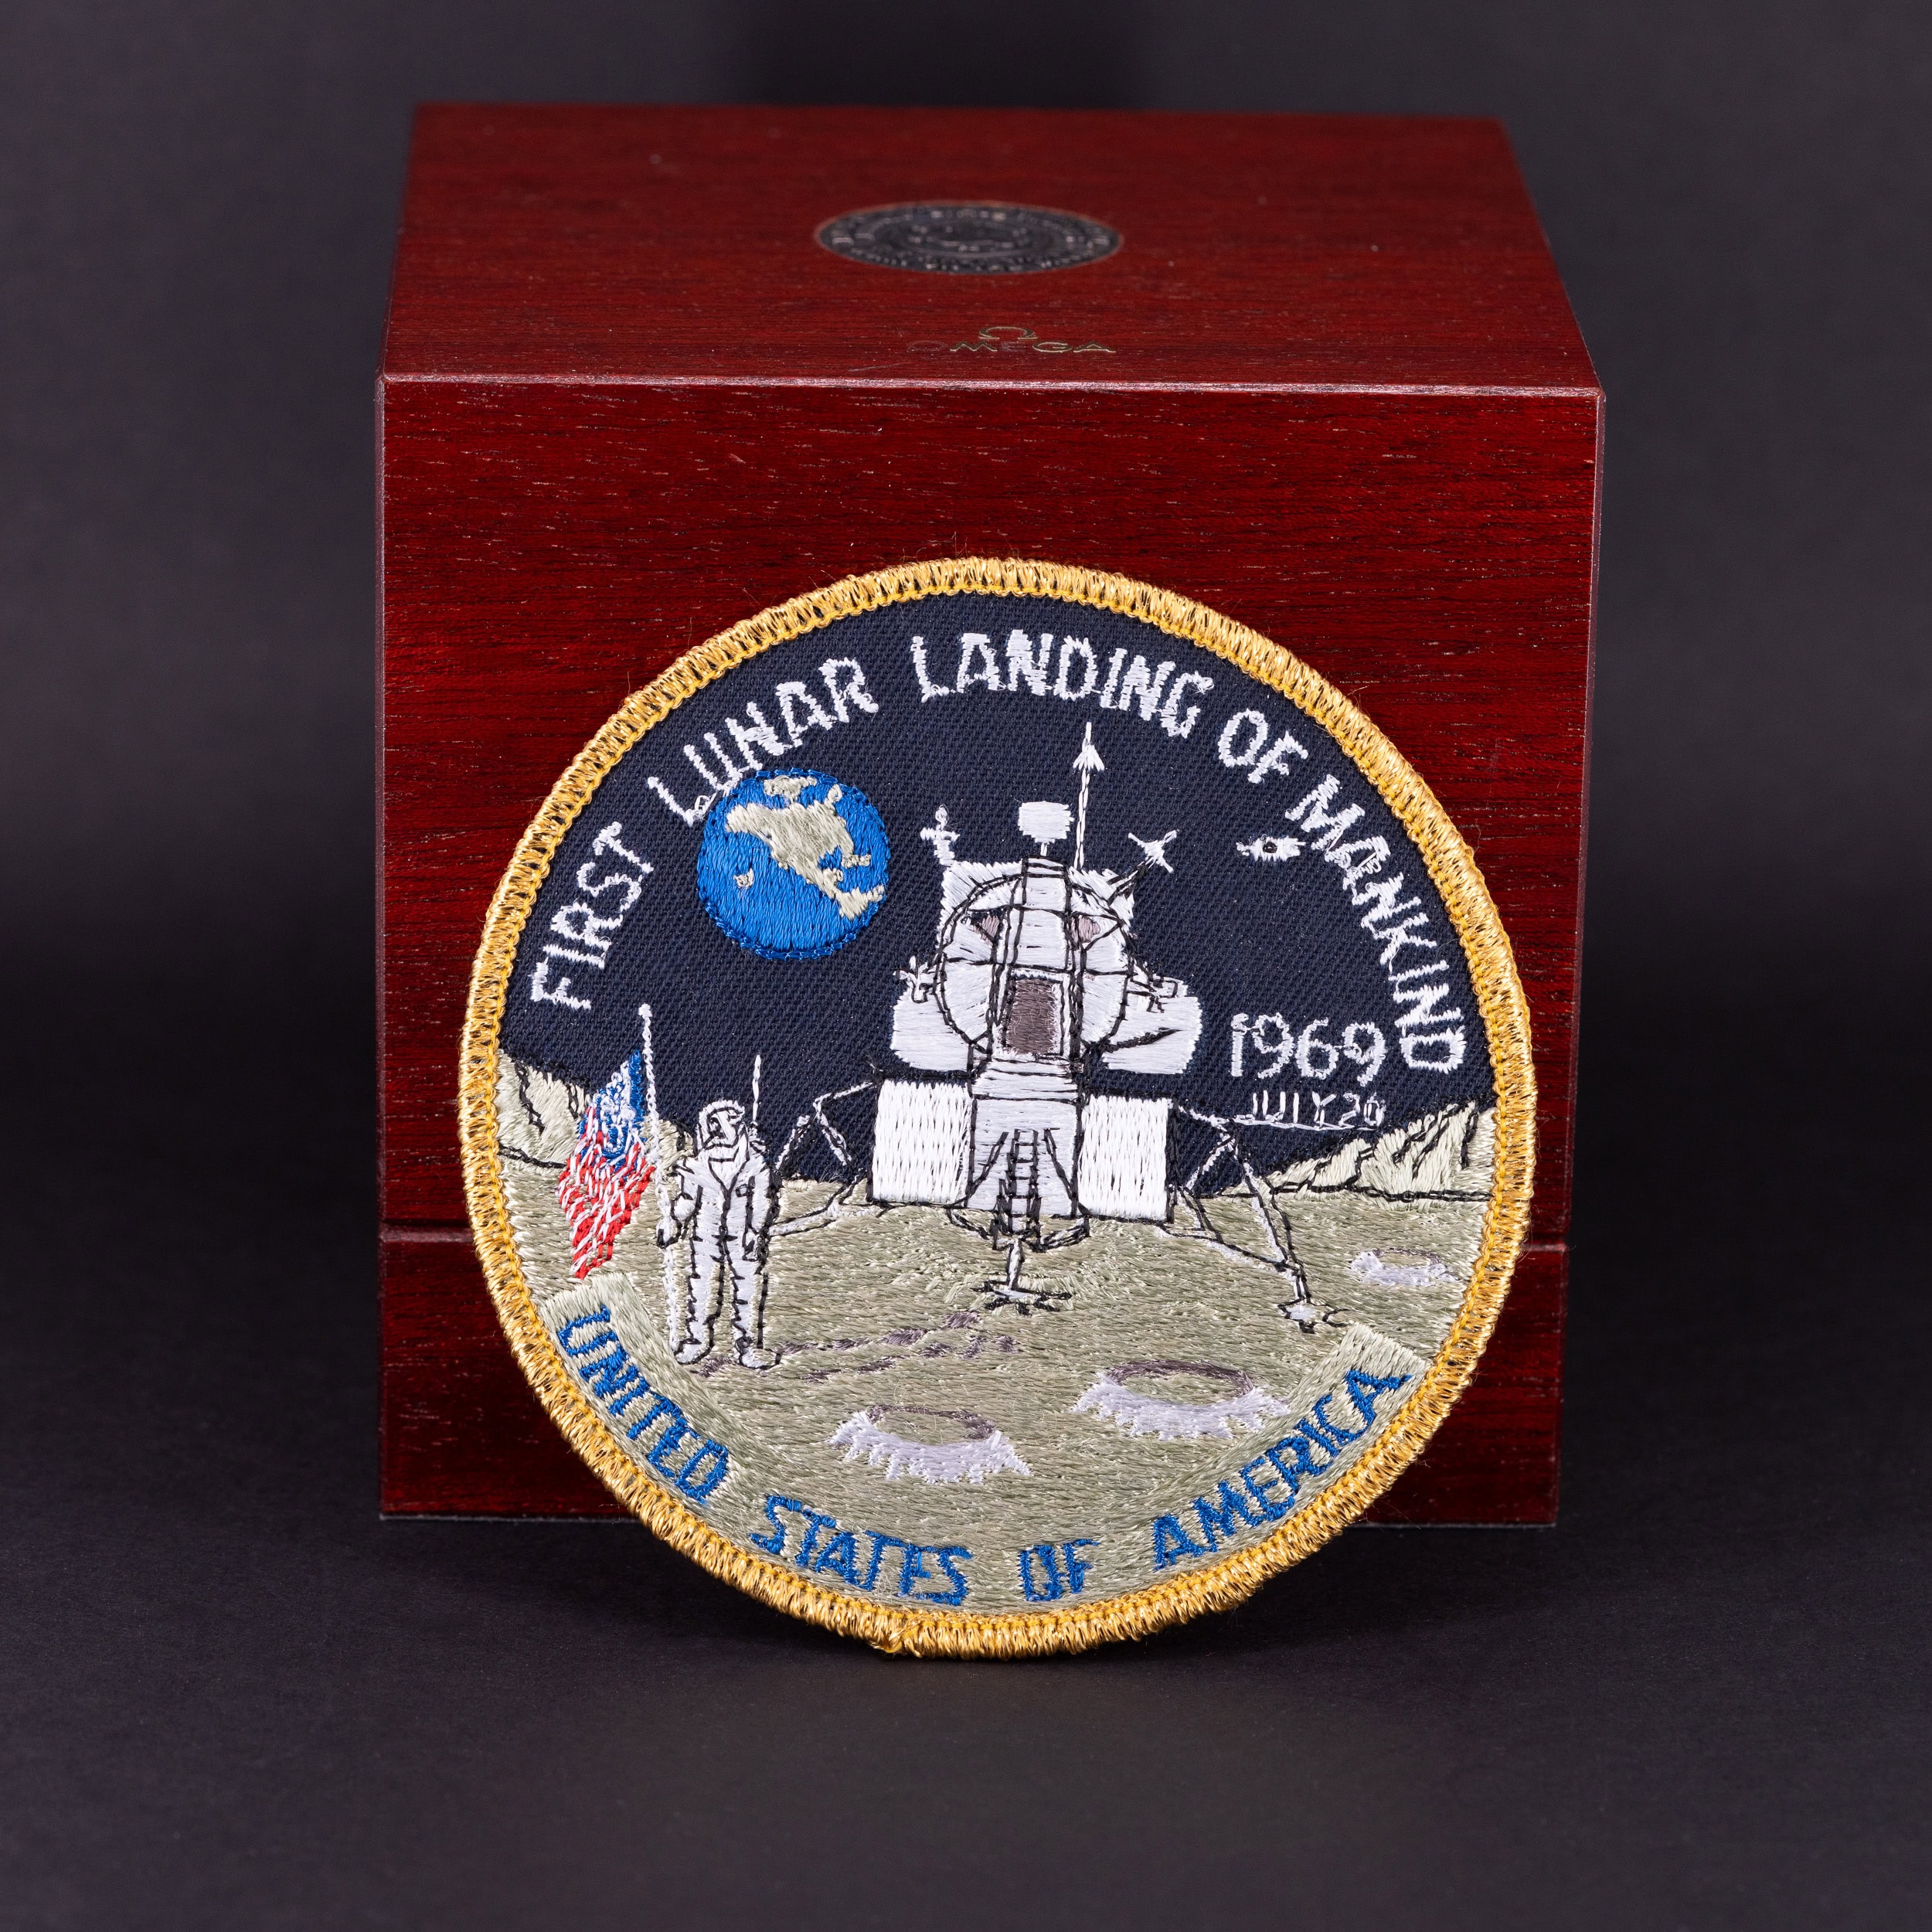 Ω
OMEGA
FIRST LUNAR LANDING OF MANKIND
1969
JULY 20
UNITED STATES OF AMERICA